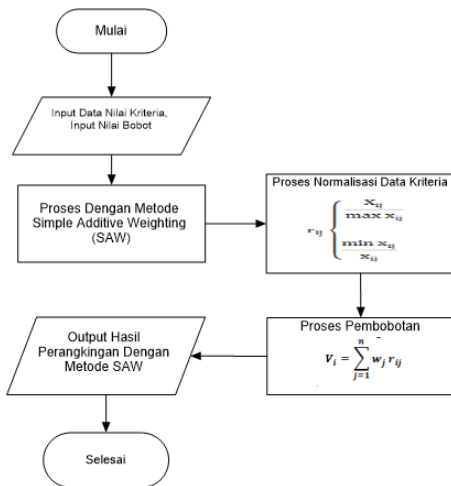 Mulai
Input Data Nilai Kriteria,
Input Nilai Bobot
Proses Dengan Metode
Simple Additive Weighting
(SAW)
Proses Normalisasi Data Kriteria
r_ij { x_ij / max x_ij
min x_ij / x_ij
Proses Pembobotan
V_i = ∑_{j=1}^{n} w_j r_ij
Output Hasil
Perangkingan Dengan
Metode SAW
Selesai